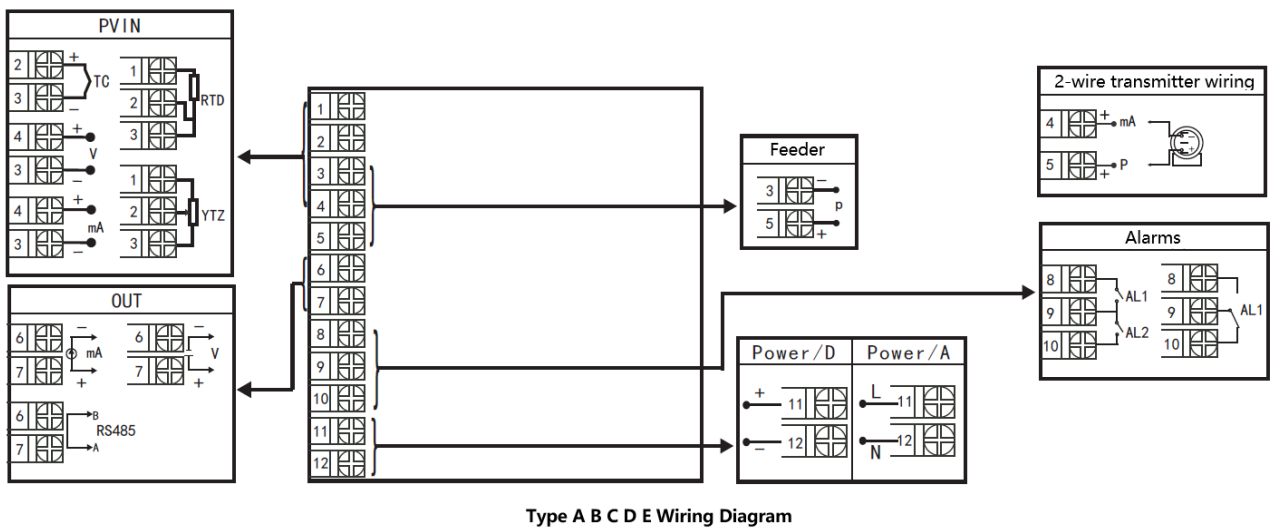 PVIN
2 + TC
3 −
1 RTD
2
3
4 + V
3 −
1 YTZ
2
3
4 + mA
3 −
OUT
6 − mA
7 +
6 − V
7 +
6 B RS485
7 A
1
2
3
4
5
6
7
8
9
10
11
12
Feeder
3 − p
5 +
Power/D
+ 11
− 12
Power/A
L 11
N 12
2-wire transmitter wiring
4 + mA −
5 + P +
Alarms
8 AL1
9 AL2
10
8
9 AL1
10
Type A B C D E Wiring Diagram